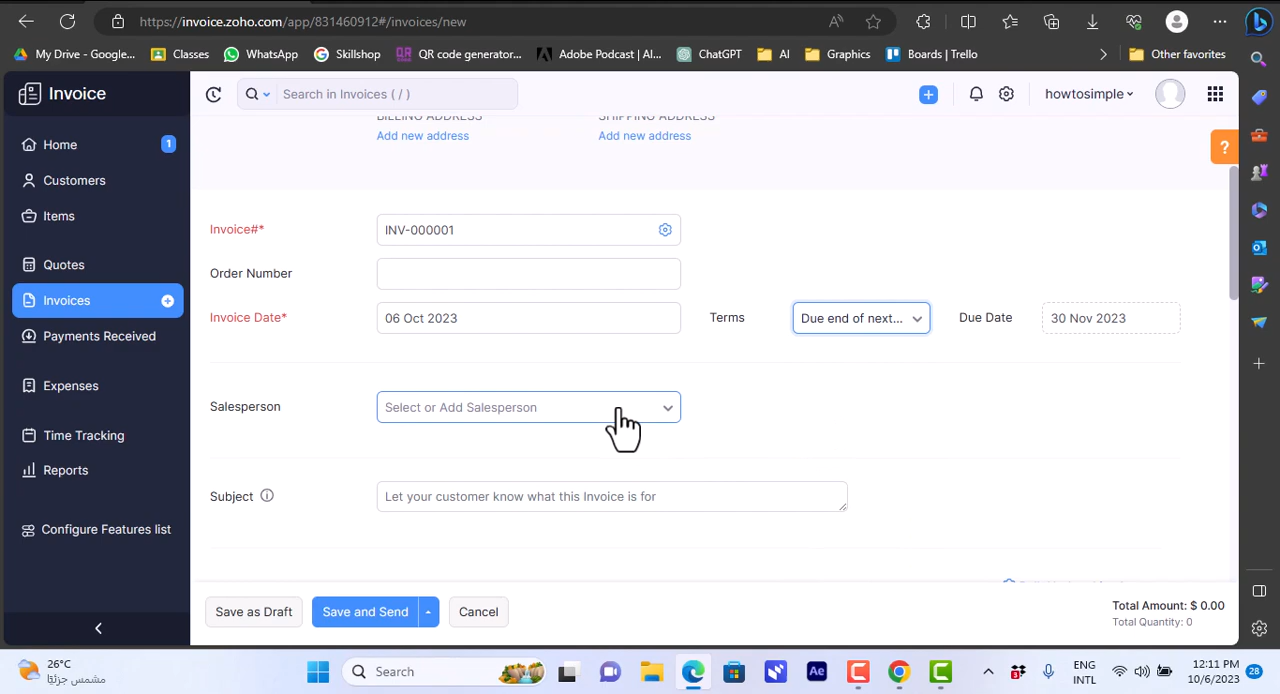 https://invoice.zoho.com/app/831460912#/invoices/new
My Drive - Google...
Classes
WhatsApp
Skillshop
QR code generator...
Adobe Podcast | AI...
ChatGPT
AI
Graphics
Boards | Trello
Other favorites
Invoice
Search in Invoices ( / )
howtosimple
BILLING ADDRESS
SHIPPING ADDRESS
Add new address
Add new address
Home
1
Customers
Items
Quotes
Invoices
Payments Received
Expenses
Time Tracking
Reports
Configure Features list
Invoice#*
INV-000001
Order Number
Invoice Date*
06 Oct 2023
Terms
Due end of next...
Due Date
30 Nov 2023
Salesperson
Select or Add Salesperson
Subject
Let your customer know what this Invoice is for
Save as Draft
Save and Send
Cancel
Total Amount: $ 0.00
Total Quantity: 0
26°C
مشمس جزئيًا
Search
Ae
3
ENG
INTL
12:11 PM
10/6/2023
28